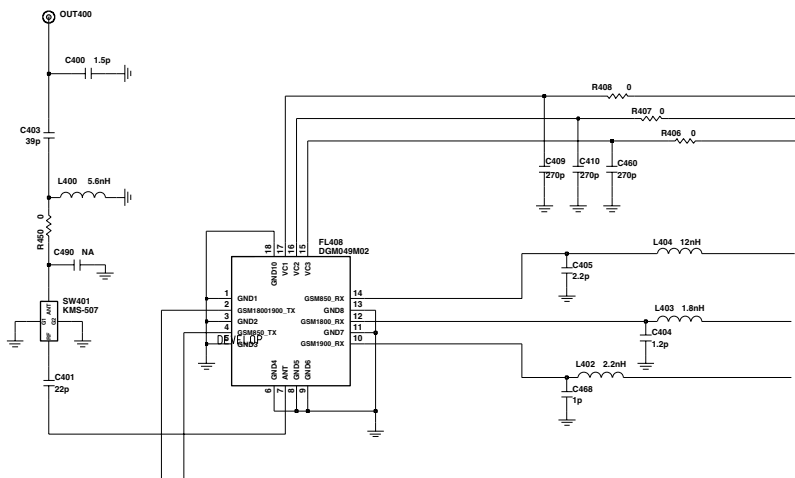 OUT400
C400 1.5p
C403
39p
L400 5.6nH
R450 0
C490 NA
SW401
KMS-507
ANT
G1
G2
RF
C401
22p
R408 0
R407 0
R406 0
C409
270p
C410
270p
C460
270p
FL408
DGM049M02
18
17
16
15
GND10
VC1
VC2
VC3
1 GND1
2 GSM18001900_TX
3 GND2
4 GSM850_TX
5 GND3
DEVELOP
GSM850_RX 14
GND8 13
GSM1800_RX 12
GND7 11
GSM1900_RX 10
GND4
ANT
GND5
GND6
6
7
8
9
L404 12nH
C405
2.2p
L403 1.8nH
C404
1.2p
L402 2.2nH
C468
1p